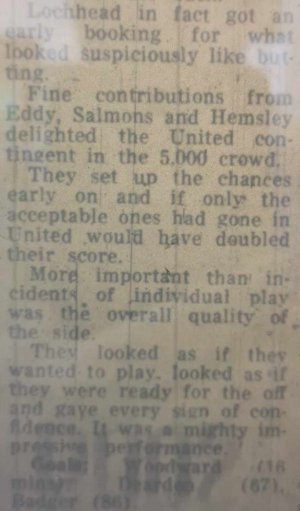 Lochhead in fact got an
early booking for what
looked suspiciously like but-
ting.
Fine contributions from
Eddy, Salmons and Hemsley
delighted the United con-
tingent in the 5,000 crowd.
They set up the chances
early on and if only the
acceptable ones had gone in
United would have doubled
their score.
More important than in-
cidents of individual play
was the overall quality of
the side.
They looked as if they
wanted to play, looked as if
they were ready for the off
and gave every sign of con-
fidence. It was a mighty im-
pressive performance.
Goals: Woodward (16
mins), Dearden (67),
Badger (86).